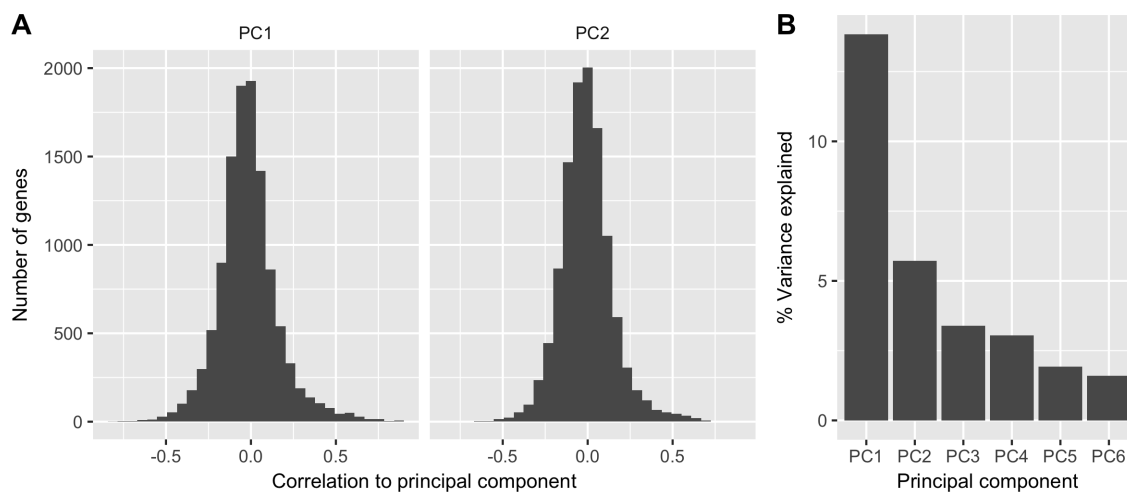 A
PC1
PC2
Number of genes
2000
1500
1000
500
0
-0.5
0.0
0.5
-0.5
0.0
0.5
Correlation to principal component
B
% Variance explained
10
5
0
PC1
PC2
PC3
PC4
PC5
PC6
Principal component